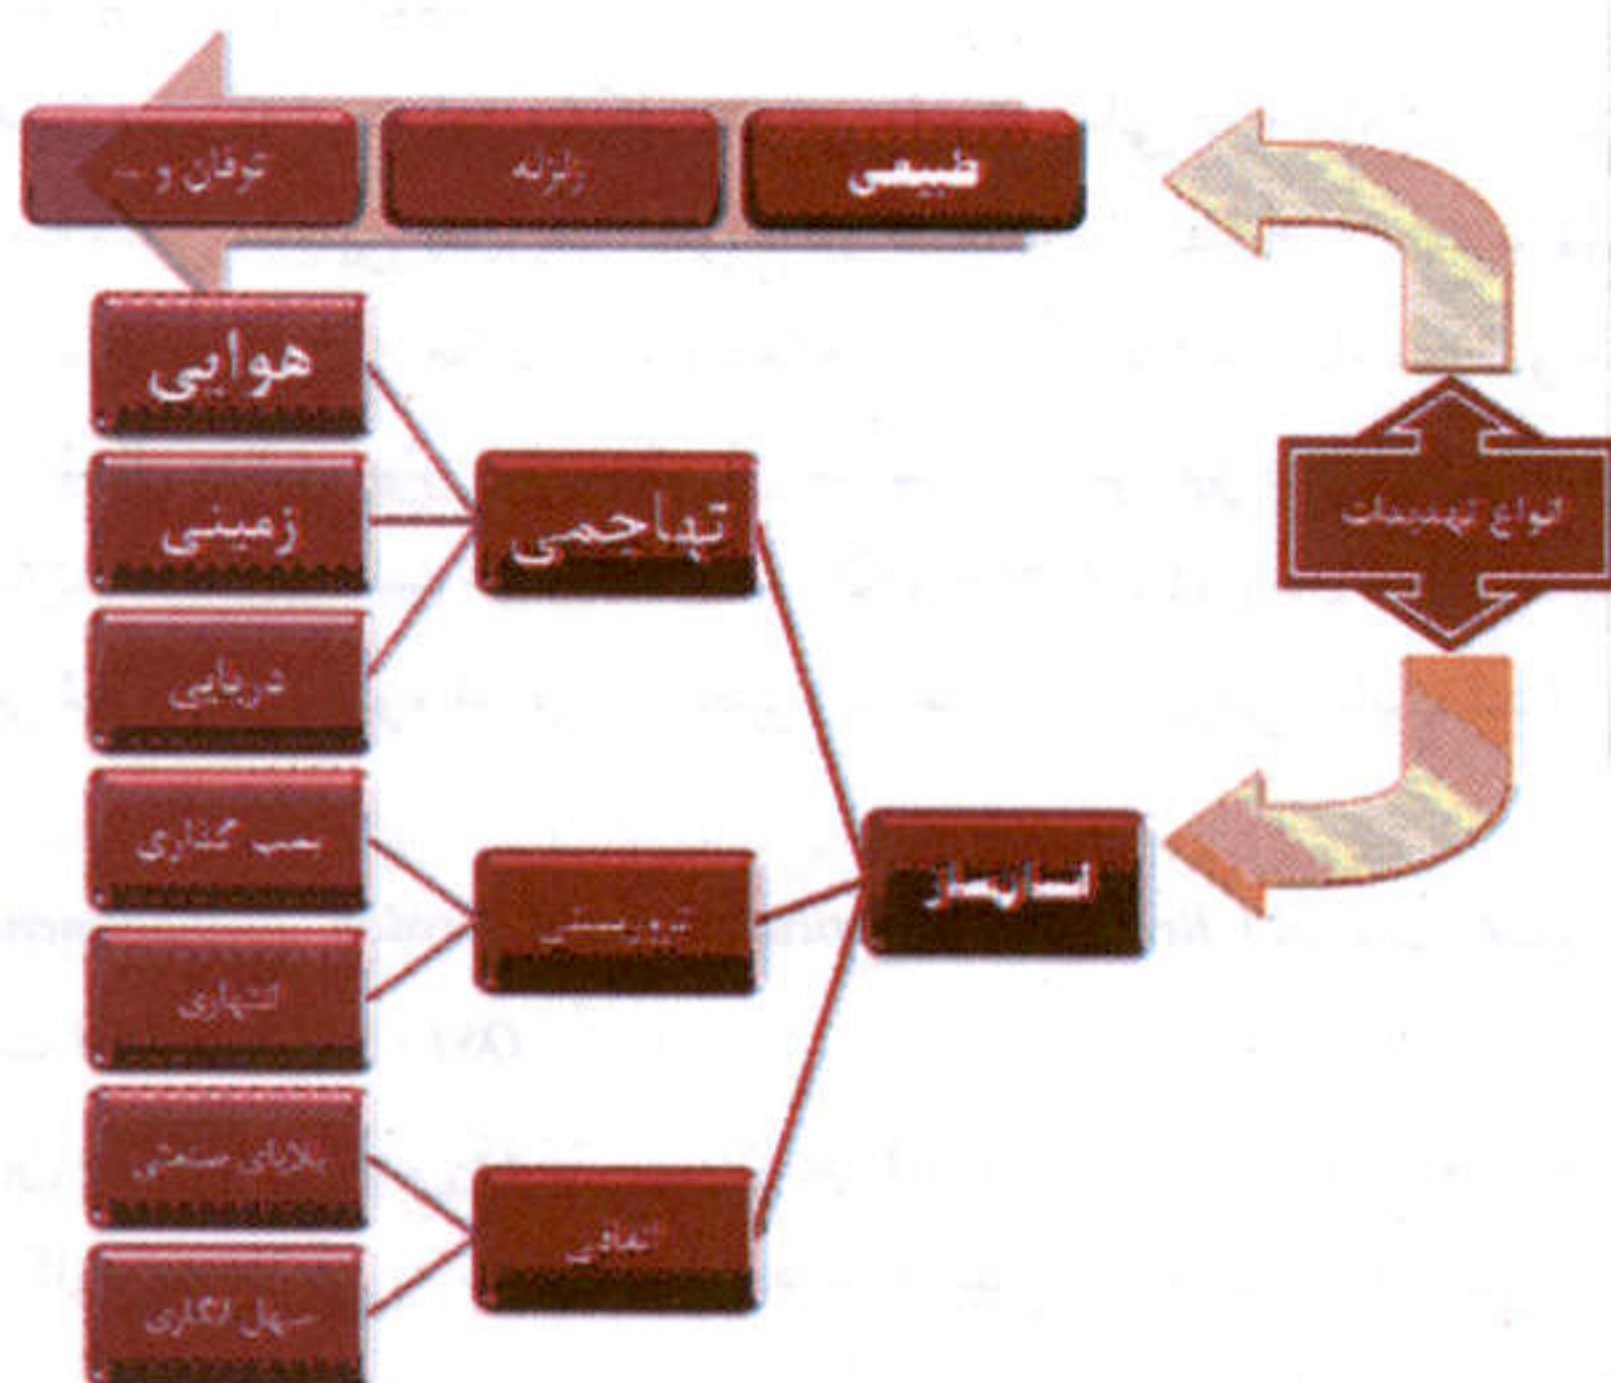 انواع تهدیدات
طبیعی
زلزله
توفان و ...
انسان‌ساز
تهاجمی
هوایی
زمینی
دریایی
تروریستی
بمب گذاری
انتهاری
اتفاقی
بلایای صنعتی
سهل انگاری